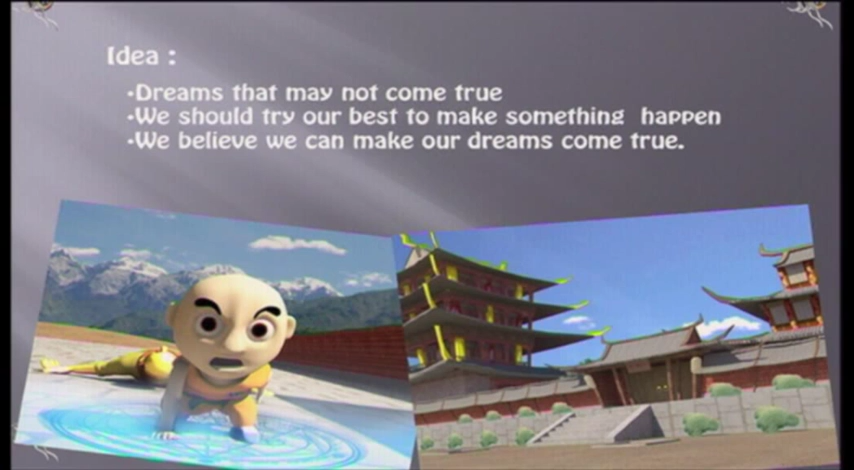 Idea :
•Dreams that may not come true
•We should try our best to make something happen
•We believe we can make our dreams come true.